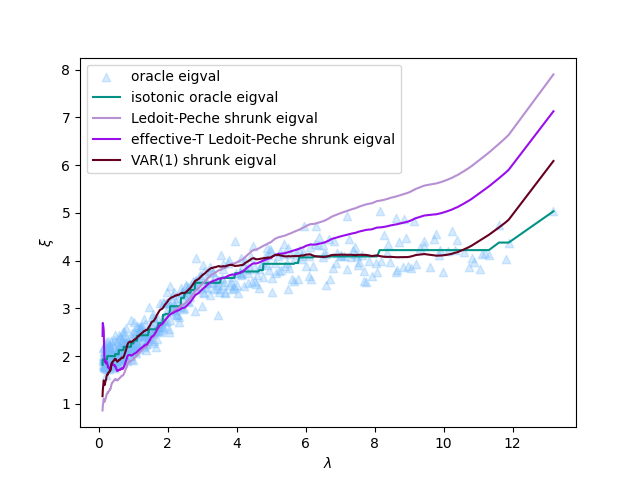 oracle eigval
isotonic oracle eigval
Ledoit-Peche shrunk eigval
effective-T Ledoit-Peche shrunk eigval
VAR(1) shrunk eigval
8
7
6
5
4
3
2
1
ξ
0 2 4 6 8 10 12
λ